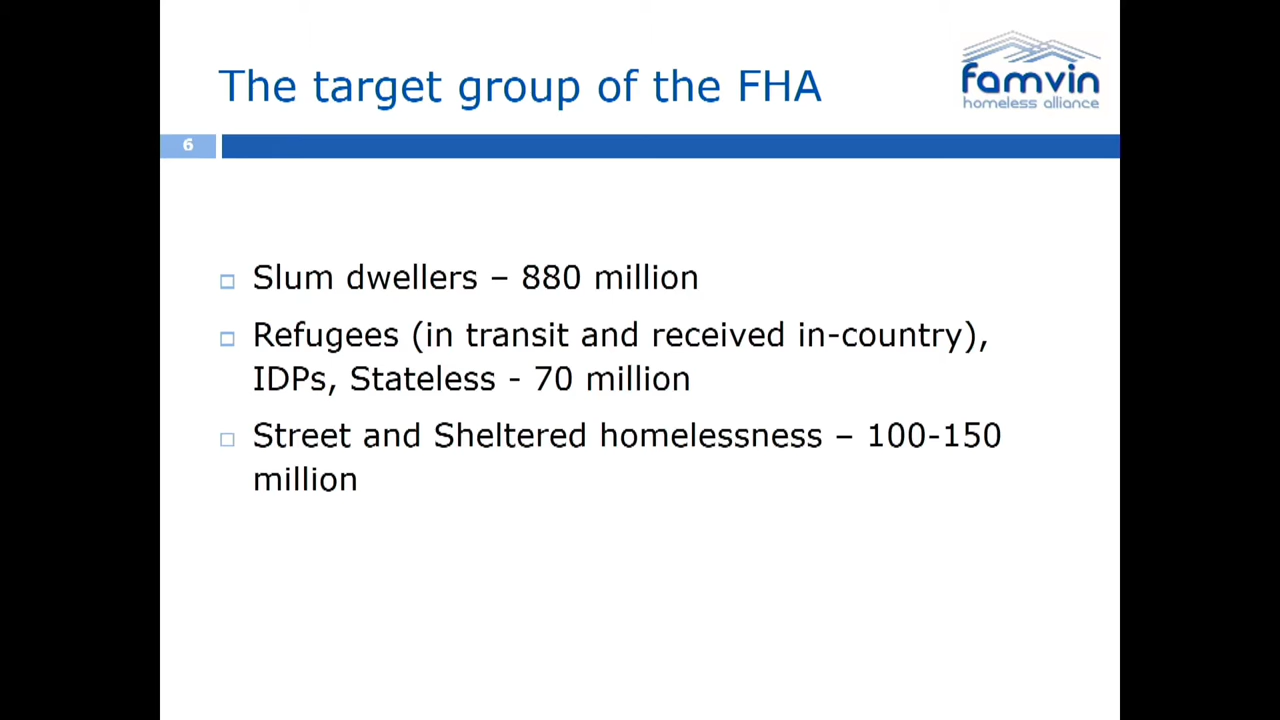 The target group of the FHA
famvin
homeless alliance
6
Slum dwellers – 880 million
Refugees (in transit and received in-country),
IDPs, Stateless - 70 million
Street and Sheltered homelessness – 100-150
million